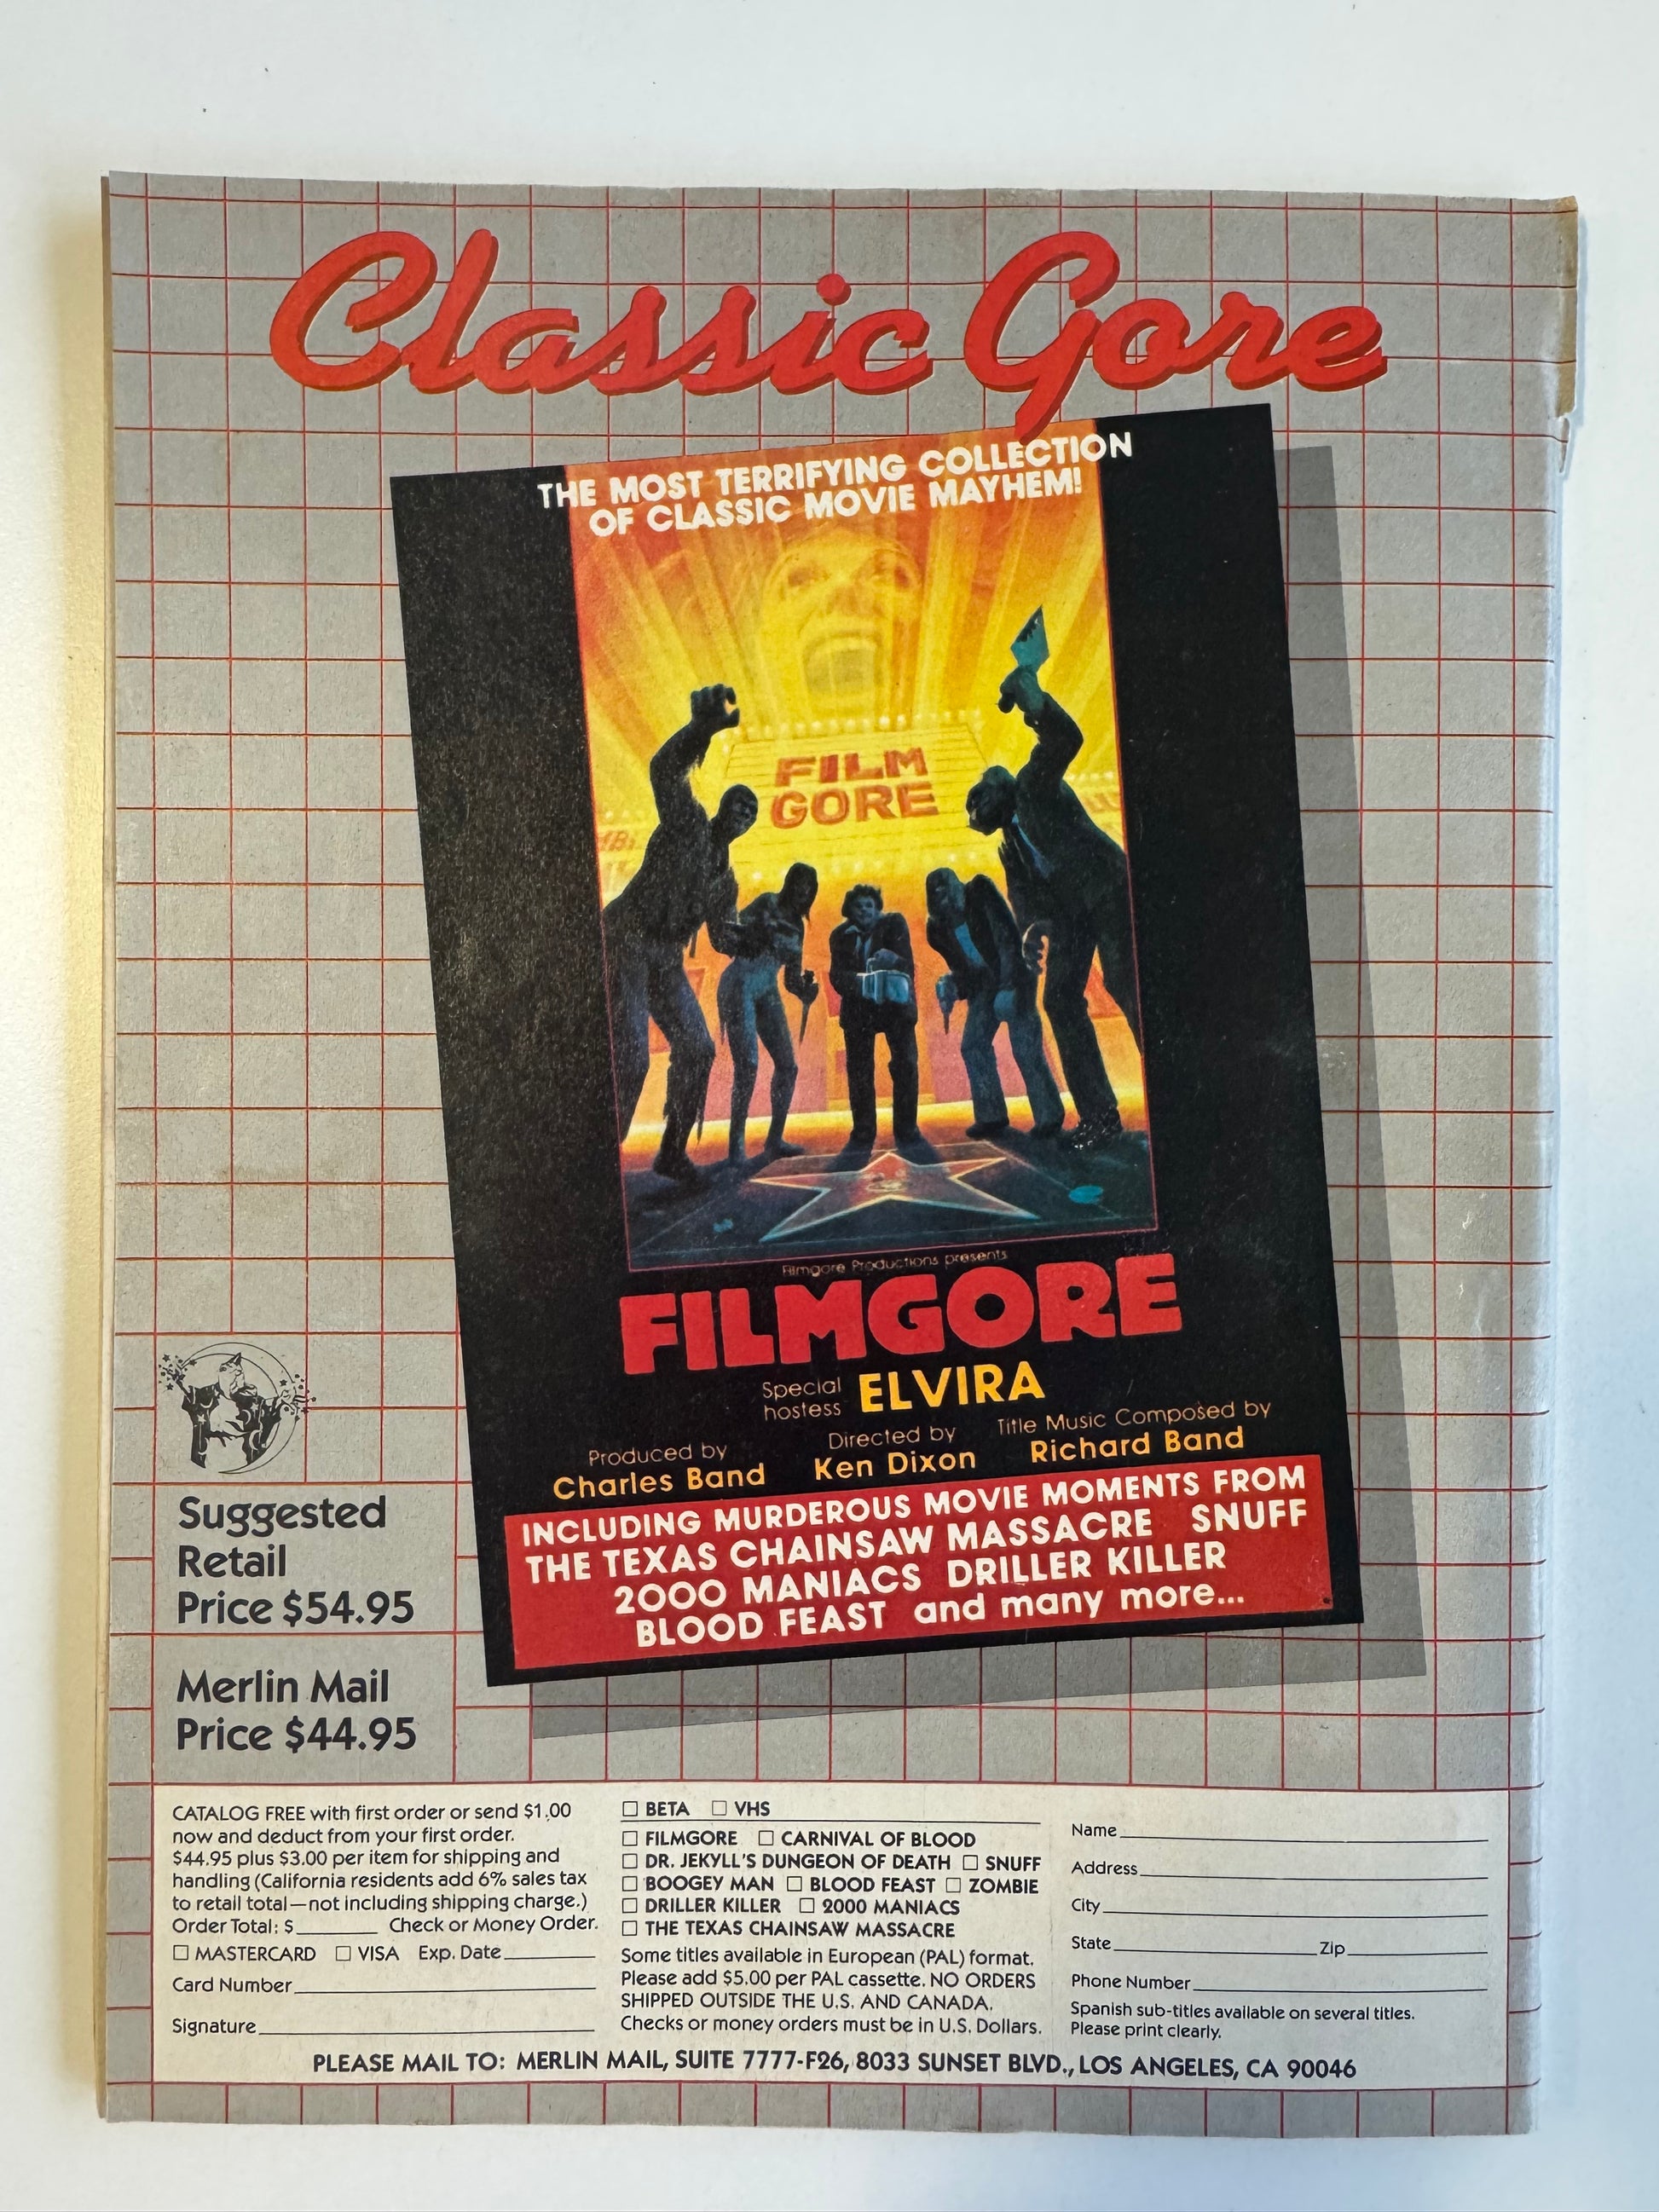 Classic Gore
THE MOST TERRIFYING COLLECTION
OF CLASSIC MOVIE MAYHEM!
FILM
GORE
Filmgore Productions presents
FILMGORE
Special
hostess ELVIRA
Produced by
Charles Band
Directed by
Ken Dixon
Title Music Composed by
Richard Band
INCLUDING MURDEROUS MOVIE MOMENTS FROM
THE TEXAS CHAINSAW MASSACRE SNUFF
2000 MANIACS DRILLER KILLER
BLOOD FEAST and many more...
Suggested
Retail
Price $54.95
Merlin Mail
Price $44.95
CATALOG FREE with first order or send $1.00
now and deduct from your first order.
$44.95 plus $3.00 per item for shipping and
handling (California residents add 6% sales tax
to retail total—not including shipping charge.)
Order Total: $________ Check or Money Order.
☐ MASTERCARD ☐ VISA Exp. Date________
Card Number________
Signature________
☐ BETA ☐ VHS
☐ FILMGORE ☐ CARNIVAL OF BLOOD
☐ DR. JEKYLL'S DUNGEON OF DEATH ☐ SNUFF
☐ BOOGEY MAN ☐ BLOOD FEAST ☐ ZOMBIE
☐ DRILLER KILLER ☐ 2000 MANIACS
☐ THE TEXAS CHAINSAW MASSACRE
Some titles available in European (PAL) format.
Please add $5.00 per PAL cassette. NO ORDERS
SHIPPED OUTSIDE THE U.S. AND CANADA.
Checks or money orders must be in U.S. Dollars.
Name________
Address________
City________
State________Zip________
Phone Number________
Spanish sub-titles available on several titles.
Please print clearly.
PLEASE MAIL TO: MERLIN MAIL, SUITE 7777-F26, 8033 SUNSET BLVD., LOS ANGELES, CA 90046